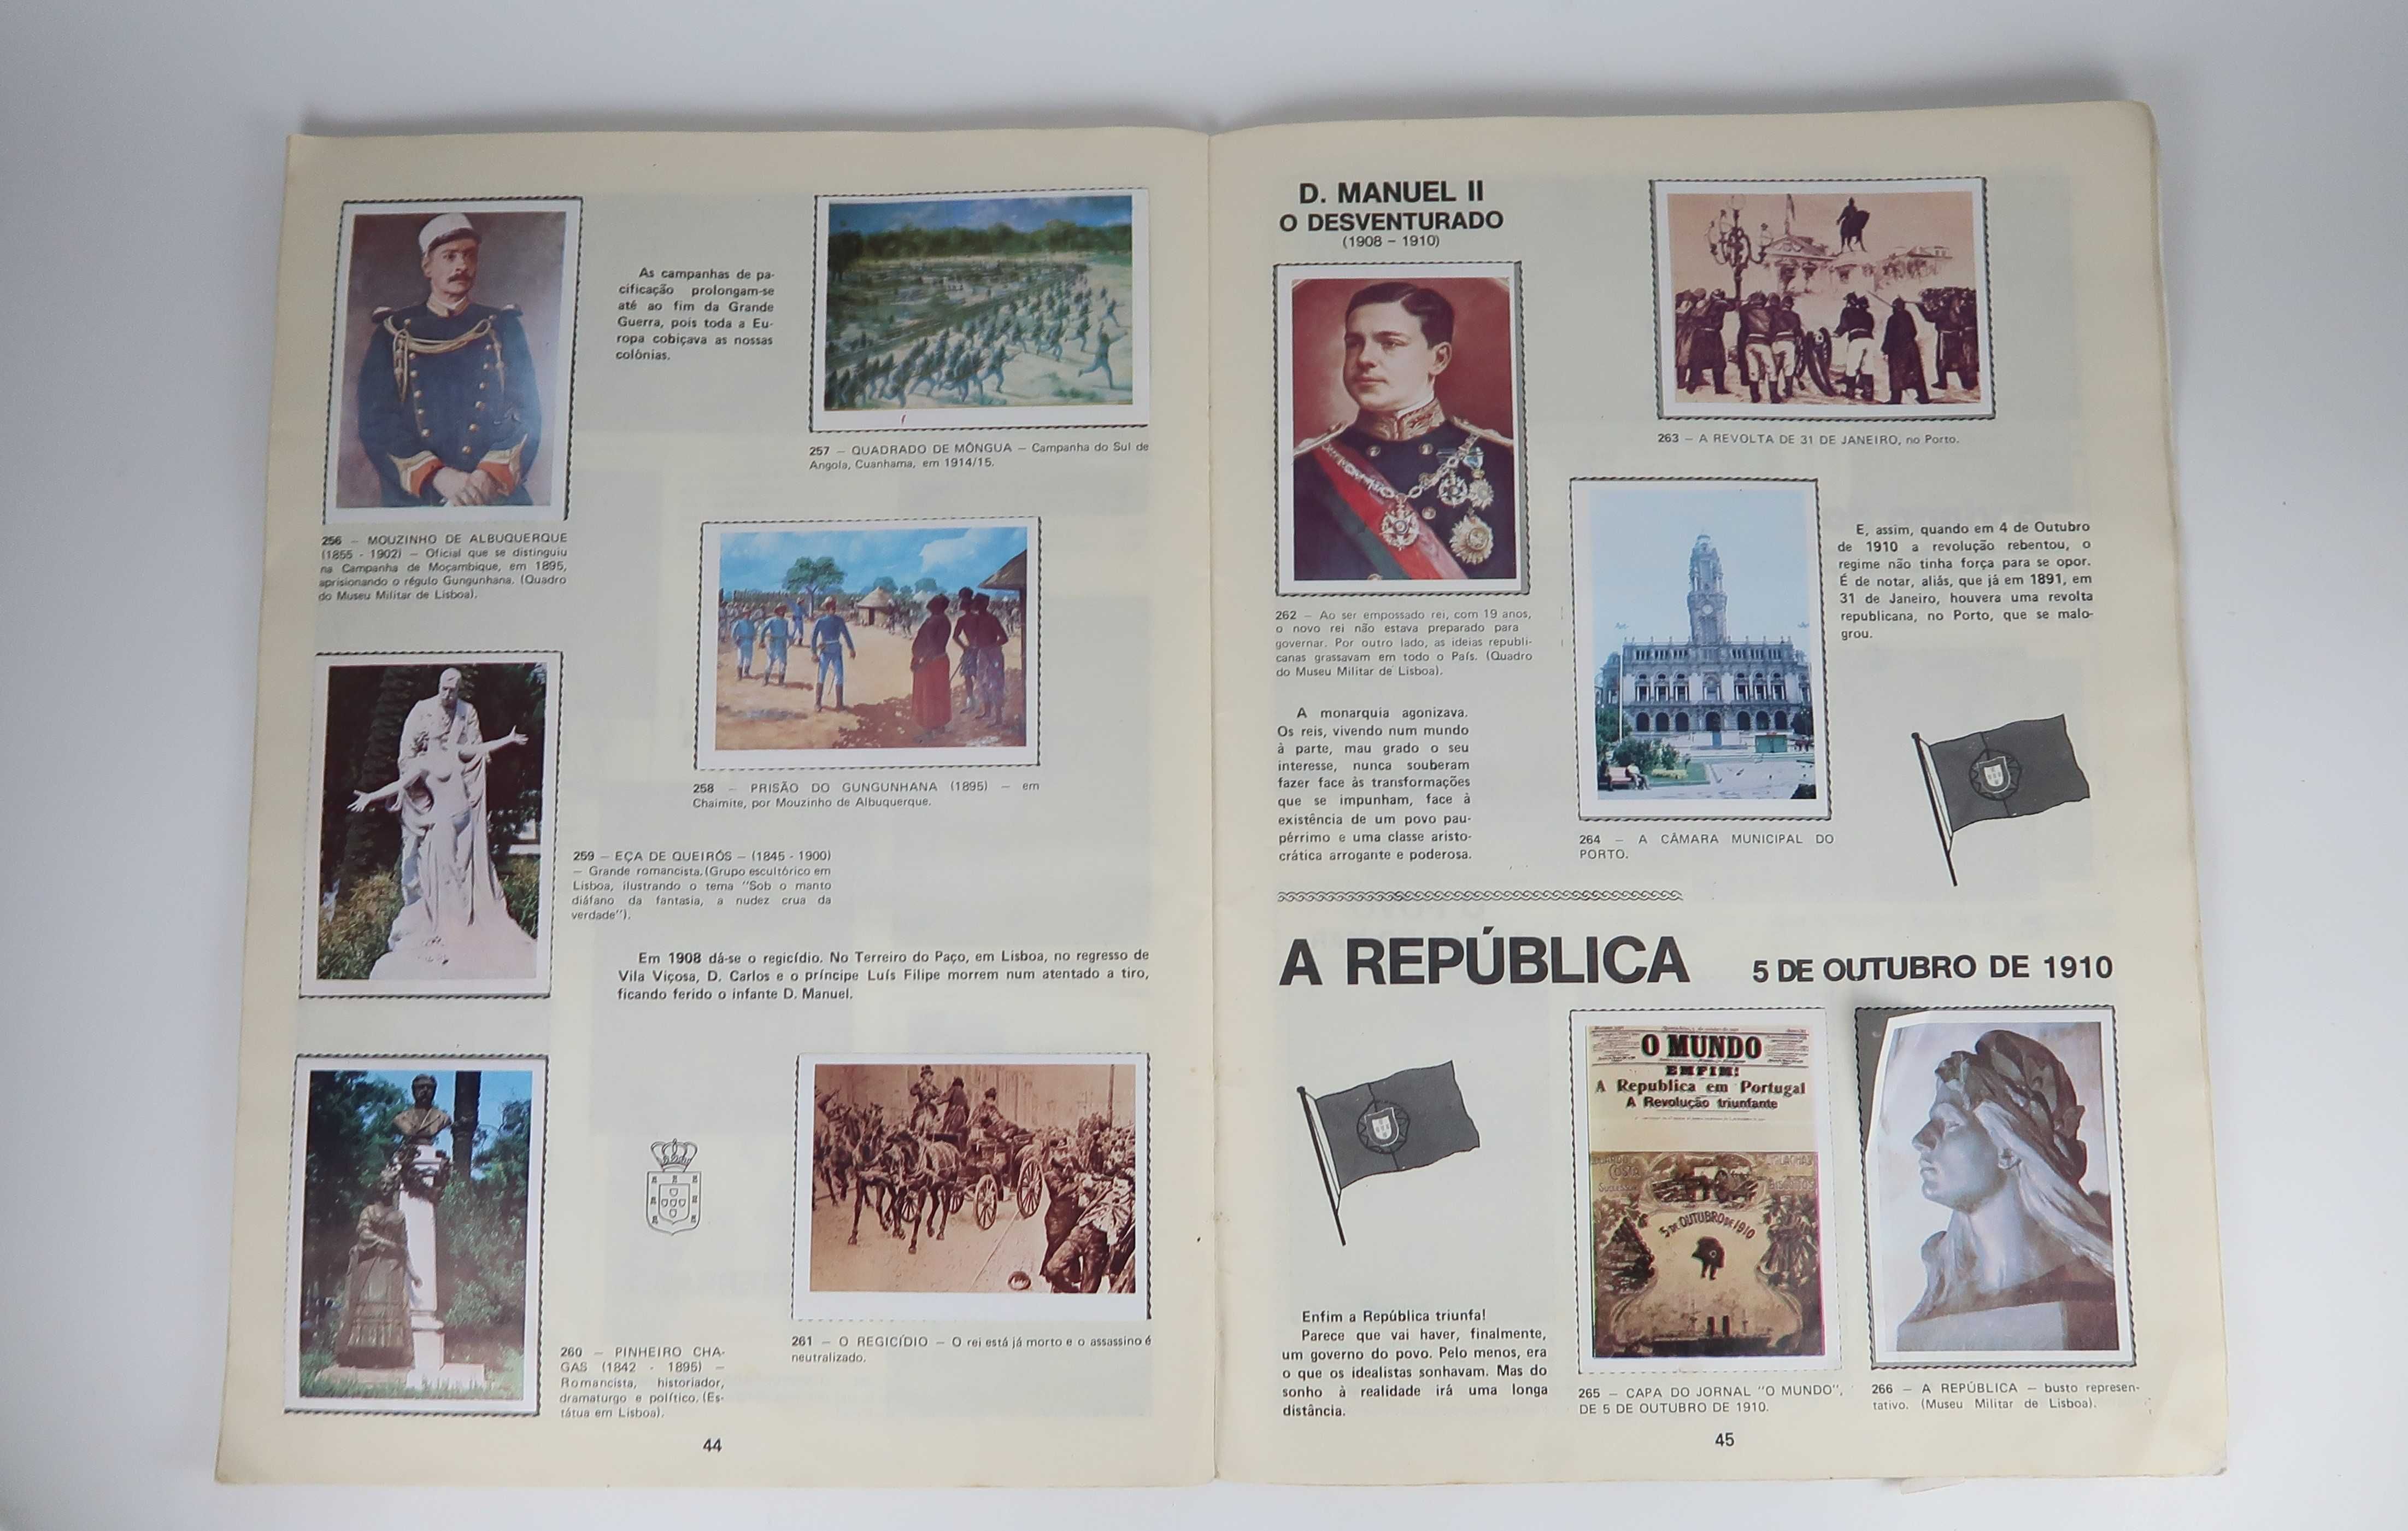 As campanhas de pa-
cificação prolongam-se
até ao fim da Grande
Guerra, pois toda a Eu-
ropa cobiçava as nossas
colônias.
257 — QUADRADO DE MÔNGUA — Campanha do Sul de
Angola, Cuanhama, em 1914/15.
256 — MOUZINHO DE ALBUQUERQUE
(1855 - 1902) — Oficial que se distinguiu
na Campanha de Moçambique, em 1895,
aprisionando o régulo Gungunhana. (Quadro
do Museu Militar de Lisboa).
258 — PRISÃO DO GUNGUNHANA (1895) — em
Chaimite, por Mouzinho de Albuquerque.
259 — EÇA DE QUEIRÓS — (1845 - 1900)
— Grande romancista. (Grupo escultórico em
Lisboa, ilustrando o tema "Sob o manto
diáfano da fantasia, a nudez crua da
verdade").
Em 1908 dá-se o regicídio. No Terreiro do Paço, em Lisboa, no regresso de
Vila Viçosa, D. Carlos e o príncipe Luís Filipe morrem num atentado a tiro,
ficando ferido o infante D. Manuel.
260 — PINHEIRO CHA-
GAS (1842 - 1895) —
Romancista, historiador,
dramaturgo e político. (Es-
tátua em Lisboa).
261 — O REGICÍDIO — O rei está já morto e o assassino é
neutralizado.
44
D. MANUEL II
O DESVENTURADO
(1908 - 1910)
263 — A REVOLTA DE 31 DE JANEIRO, no Porto.
262 — Ao ser empossado rei, com 19 anos,
o novo rei não estava preparado para
governar. Por outro lado, as ideias republi-
canas grassavam em todo o País. (Quadro
do Museu Militar de Lisboa).
E, assim, quando em 4 de Outubro
de 1910 a revolução rebentou, o
regime não tinha força para se opor.
É de notar, aliás, que já em 1891, em
31 de Janeiro, houvera uma revolta
republicana, no Porto, que se malo-
grou.
A monarquia agonizava.
Os reis, vivendo num mundo
à parte, mau grado o seu
interesse, nunca souberam
fazer face às transformações
que se impunham, face à
existência de um povo pau-
pérrimo e uma classe aristo-
crática arrogante e poderosa.
264 — A CÂMARA MUNICIPAL DO
PORTO.
A REPÚBLICA 5 DE OUTUBRO DE 1910
O MUNDO
EMFIM!
A Republica em Portugal
A Revolução triunfante
COSTA
5 DE OUTUBRO DE 1910
Enfim a República triunfa!
Parece que vai haver, finalmente,
um governo do povo. Pelo menos, era
o que os idealistas sonhavam. Mas do
sonho à realidade irá uma longa
distância.
265 — CAPA DO JORNAL "O MUNDO",
DE 5 DE OUTUBRO DE 1910.
266 — A REPÚBLICA — busto represen-
tativo. (Museu Militar de Lisboa).
45